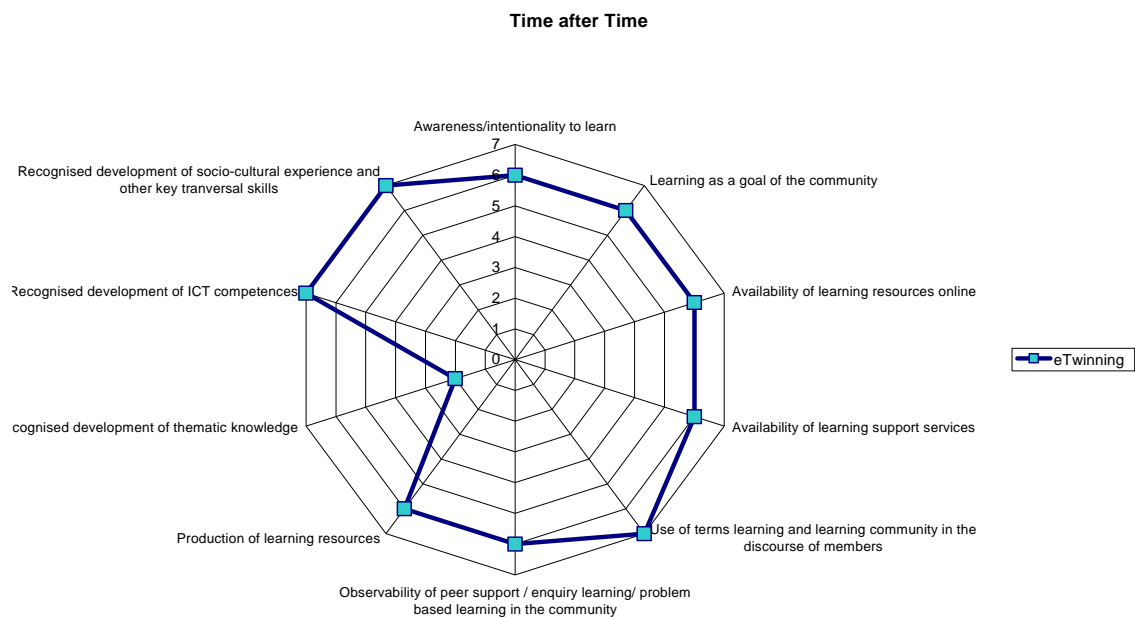 Time after Time
Awareness/intentionality to learn
7
6
5
4
3
2
1
0
Learning as a goal of the community
Availability of learning resources online
Availability of learning support services
Use of terms learning and learning community in the
discourse of members
Observability of peer support / enquiry learning/ problem
based learning in the community
Production of learning resources
cognised development of thematic knowledge
Recognised development of ICT competences
Recognised development of socio-cultural experience and
other key tranversal skills
eTwinning